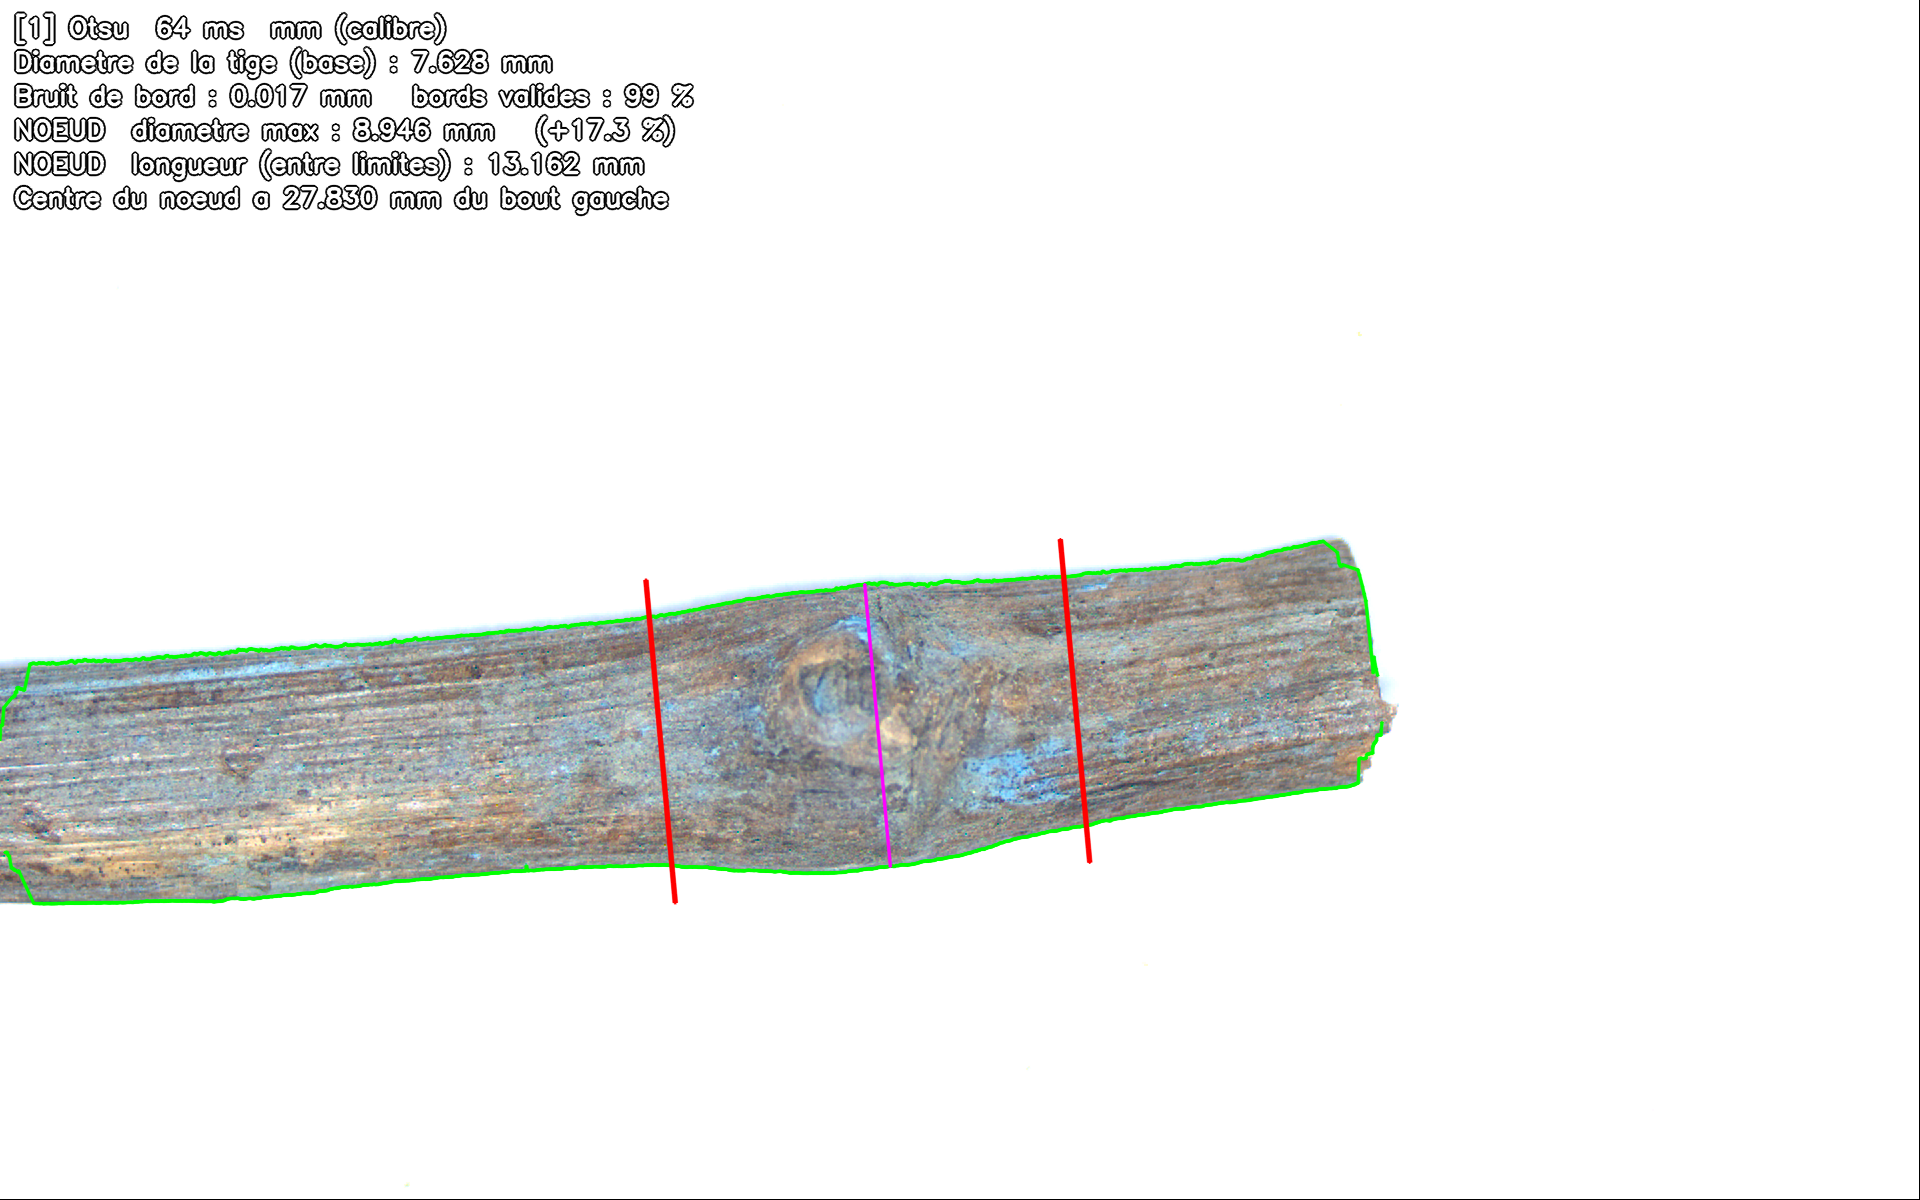 [1] Otsu 64 ms mm (calibre)
Diametre de la tige (base) : 7.628 mm
Bruit de bord : 0.017 mm bords valides : 99 %
NOEUD diametre max : 8.946 mm (+17.3 %)
NOEUD longueur (entre limites) : 13.162 mm
Centre du noeud a 27.830 mm du bout gauche